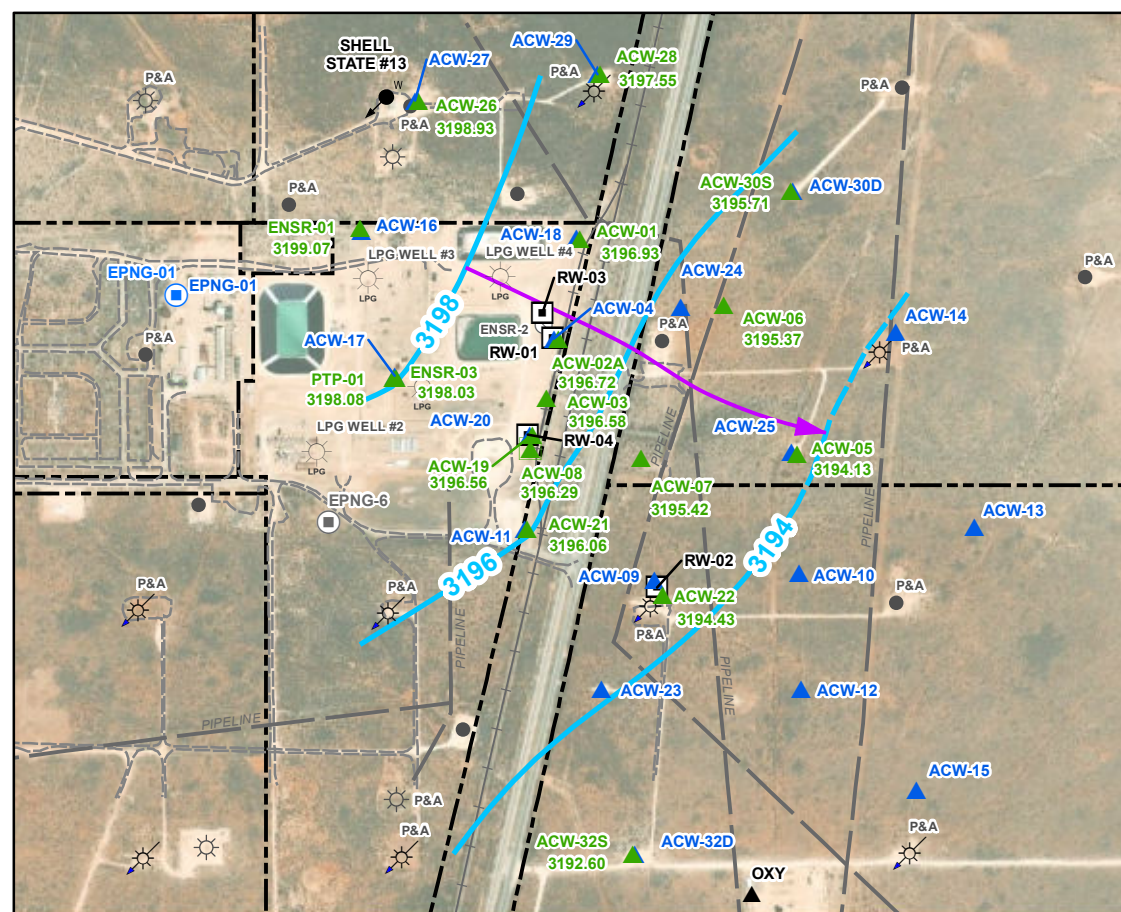 SHELL
STATE #13
W
P&A
ACW-27
ACW-26
3198.93
P&A
ACW-29
P&A
ACW-28
3197.55
P&A
P&A
ACW-30S
3195.71
ACW-30D
ENSR-01
3199.07
ACW-16
LPG WELL #3
LPG
ACW-18
LPG WELL #4
LPG
ACW-01
3196.93
EPNG-01
EPNG-01
P&A
RW-03
ENSR-2
RW-01
ACW-04
ACW-24
P&A
ACW-06
3195.37
ACW-14
P&A
3198
ACW-17
PTP-01
3198.08
ENSR-03
3198.03
LPG
LPG WELL #2
LPG
ACW-02A
3196.72
ACW-03
3196.58
ACW-20
RW-04
ACW-19
3196.56
ACW-08
3196.29
PIPELINE
ACW-25
ACW-05
3194.13
ACW-07
3195.42
EPNG-6
ACW-11
ACW-21
3196.06
PIPELINE
ACW-13
3196
3194
ACW-09
RW-02
ACW-22
3194.43
P&A
ACW-10
P&A
P&A
P&A
PIPELINE
PIPELINE
PIPELINE
ACW-23
ACW-12
ACW-15
P&A
P&A
P&A
P&A
ACW-32S
3192.60
ACW-32D
OXY